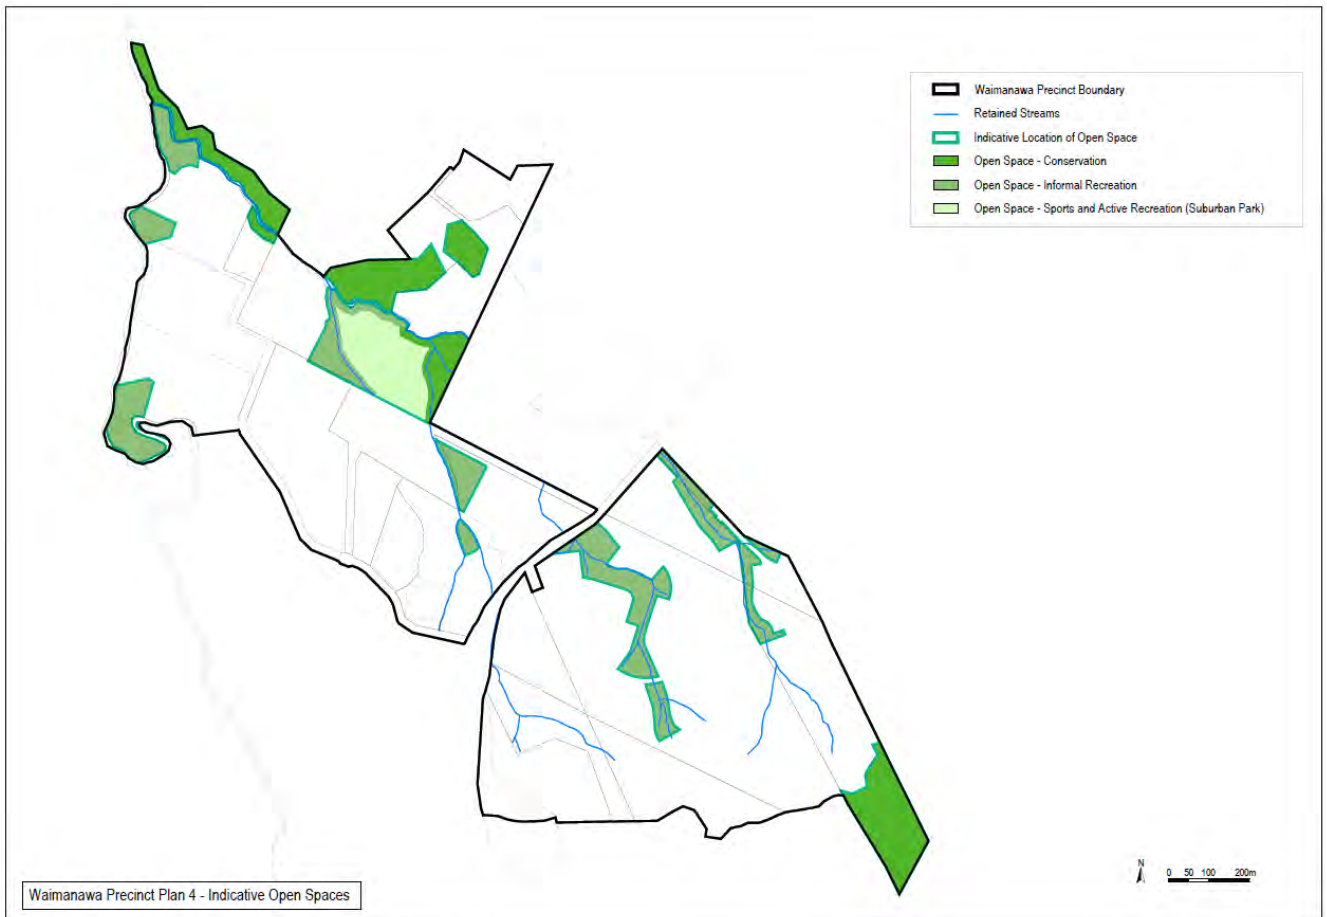 Waimanawa Precinct Boundary
Retained Streams
Indicative Location of Open Space
Open Space - Conservation
Open Space - Informal Recreation
Open Space - Sports and Active Recreation (Suburban Park)
N
0 50 100 200m
Waimanawa Precinct Plan 4 - Indicative Open Spaces